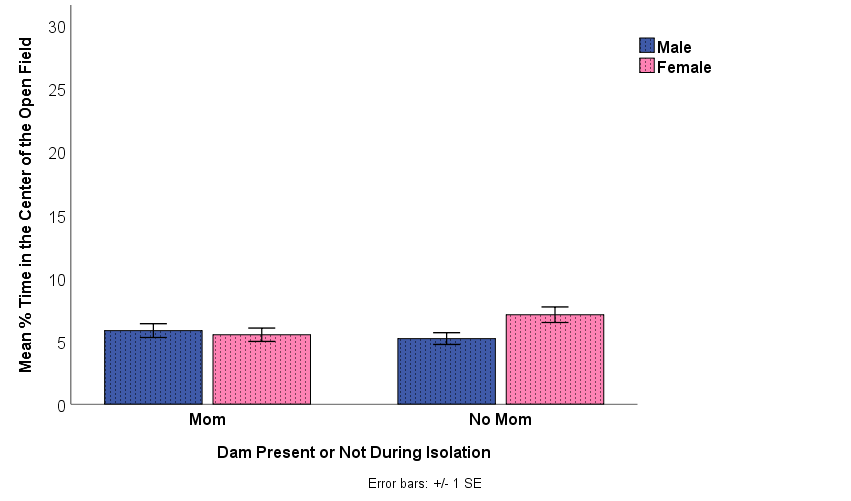 Mean % Time in the Center of the Open Field
30
25
20
15
10
5
0
Male
Female
Mom
No Mom
Dam Present or Not During Isolation
Error bars: +/- 1 SE